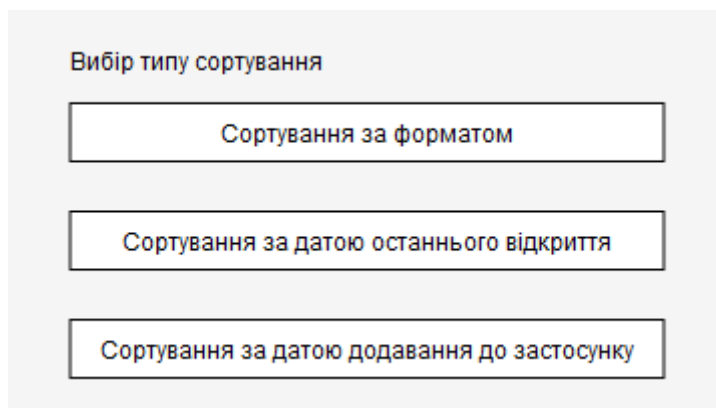 Вибір типу сортування
Сортування за форматом
Сортування за датою останнього відкриття
Сортування за датою додавання до застосунку